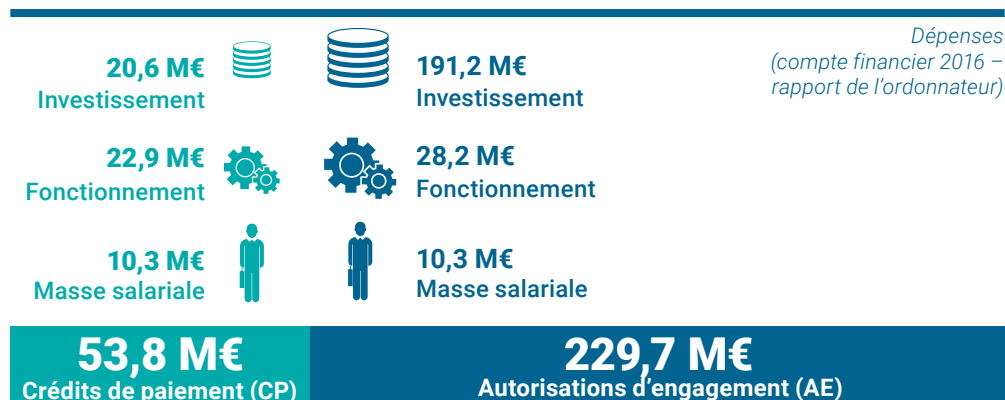 Dépenses
(compte financier 2016 –
rapport de l'ordonnateur)
20,6 M€
Investissement
191,2 M€
Investissement
22,9 M€
Fonctionnement
28,2 M€
Fonctionnement
10,3 M€
Masse salariale
10,3 M€
Masse salariale
53,8 M€
Crédits de paiement (CP)
229,7 M€
Autorisations d'engagement (AE)